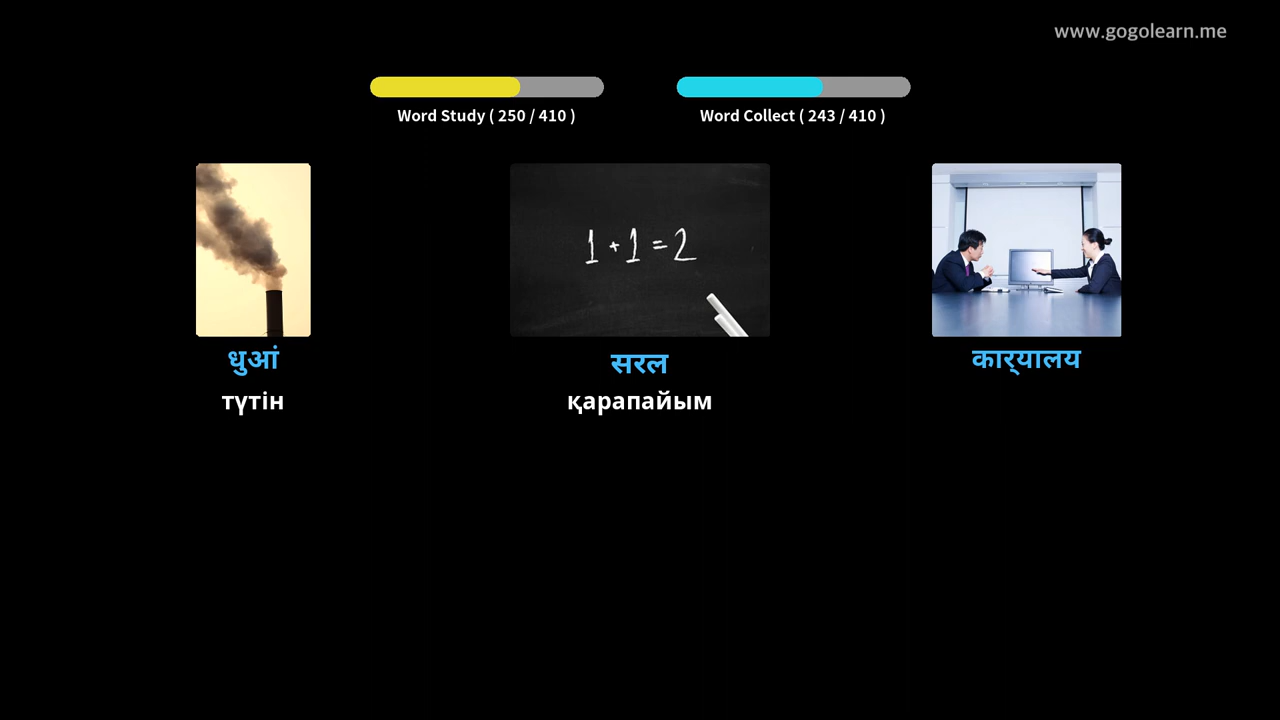 www.gogolearn.me
Word Study ( 250 / 410 )
Word Collect ( 243 / 410 )
1 + 1 = 2
धुआं
सरल
कार्यालय
түтін
қарапайым